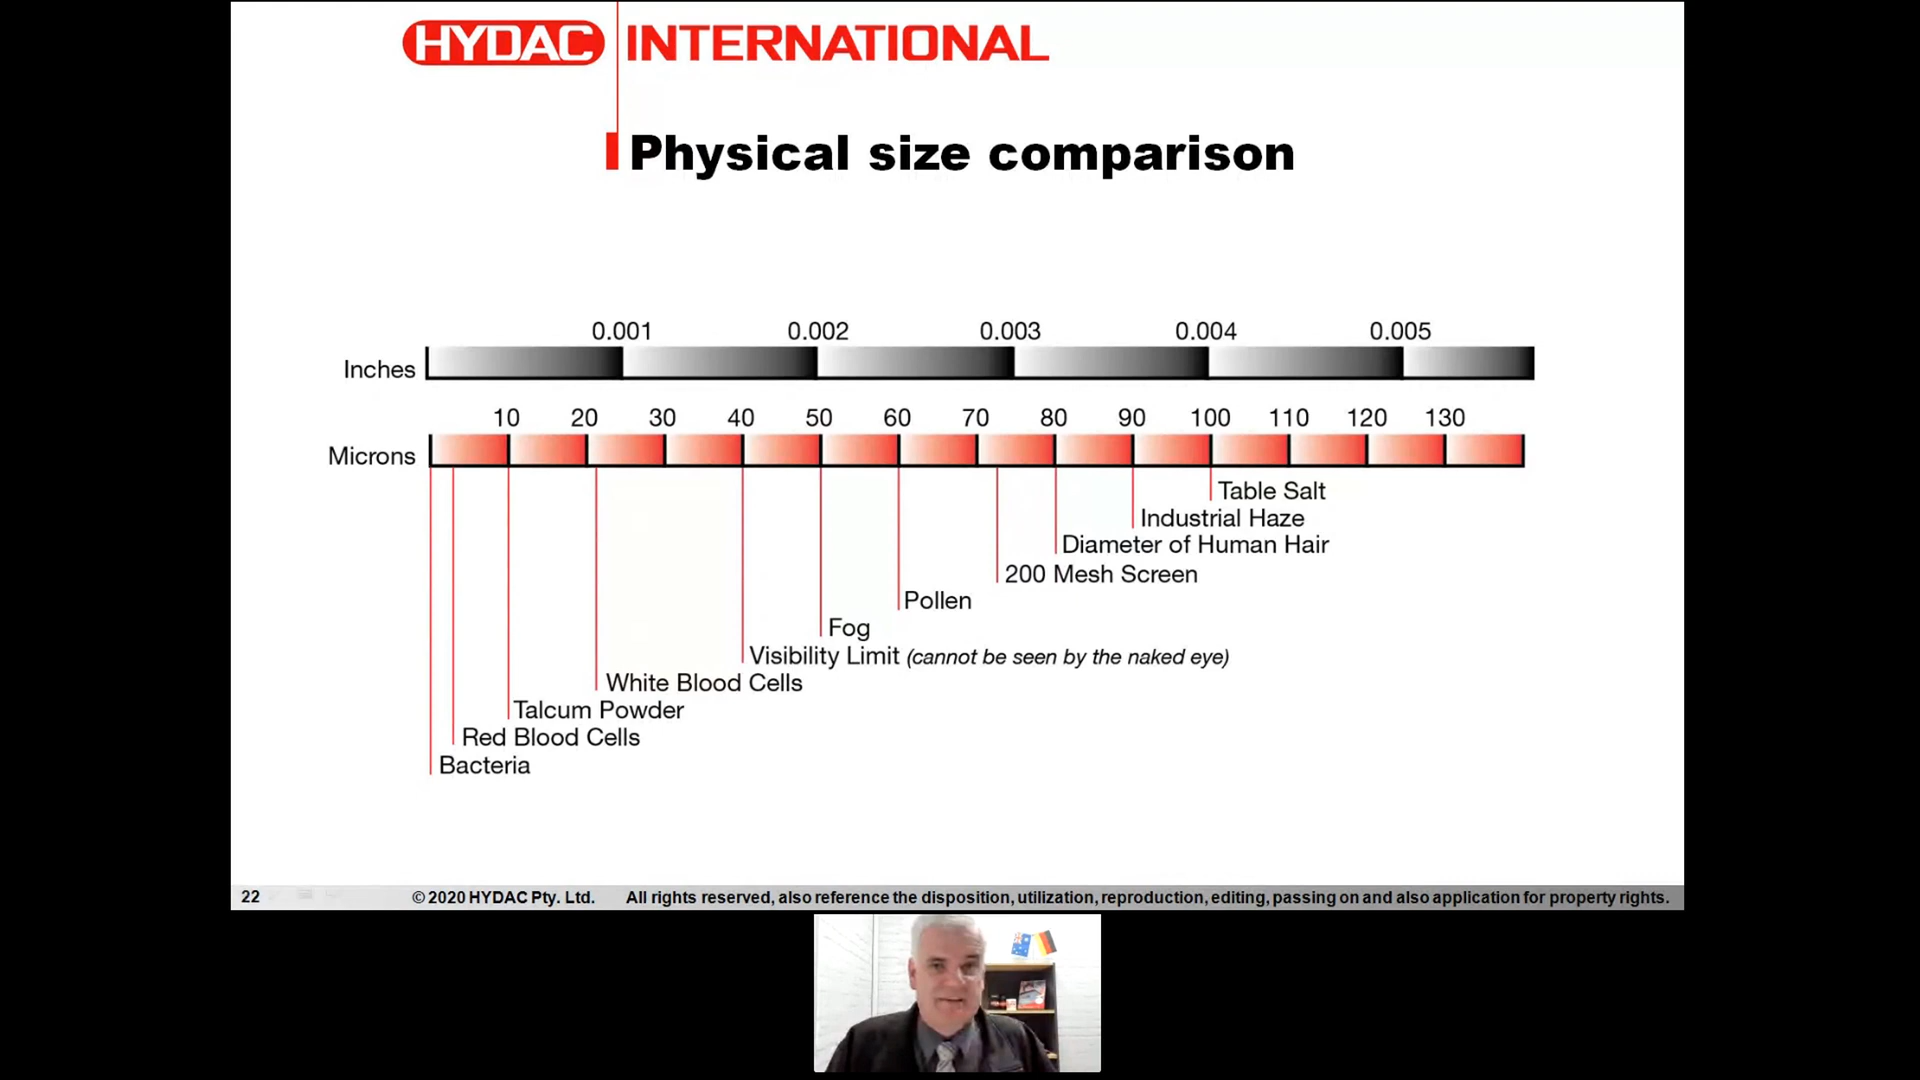 HYDAC INTERNATIONAL
Physical size comparison
0.001 0.002 0.003 0.004 0.005
Inches
10 20 30 40 50 60 70 80 90 100 110 120 130
Microns
Table Salt
Industrial Haze
Diameter of Human Hair
200 Mesh Screen
Pollen
Fog
Visibility Limit (cannot be seen by the naked eye)
White Blood Cells
Talcum Powder
Red Blood Cells
Bacteria
22 © 2020 HYDAC Pty. Ltd. All rights reserved, also reference the disposition, utilization, reproduction, editing, passing on and also application for property rights.